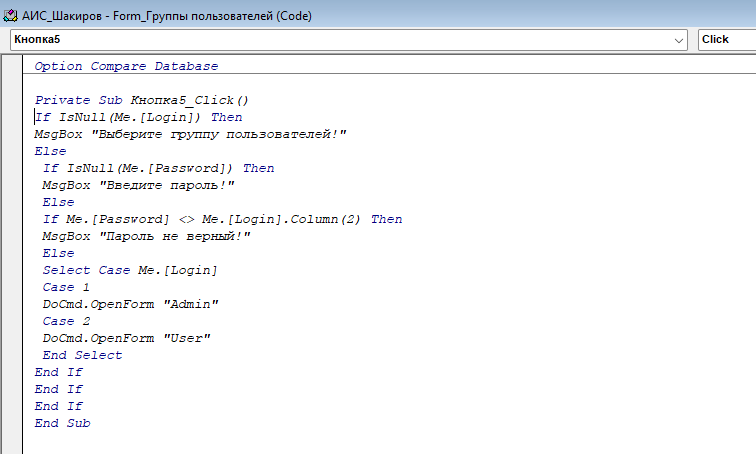 АИС_Шакиров - Form_Группы пользователей (Code)
Кнопка5 Click
Option Compare Database
Private Sub Кнопка5_Click()
If IsNull(Me.[Login]) Then
MsgBox "Выберите группу пользователей!"
Else
If IsNull(Me.[Password]) Then
MsgBox "Введите пароль!"
Else
If Me.[Password] <> Me.[Login].Column(2) Then
MsgBox "Пароль не верный!"
Else
Select Case Me.[Login]
Case 1
DoCmd.OpenForm "Admin"
Case 2
DoCmd.OpenForm "User"
End Select
End If
End If
End If
End Sub